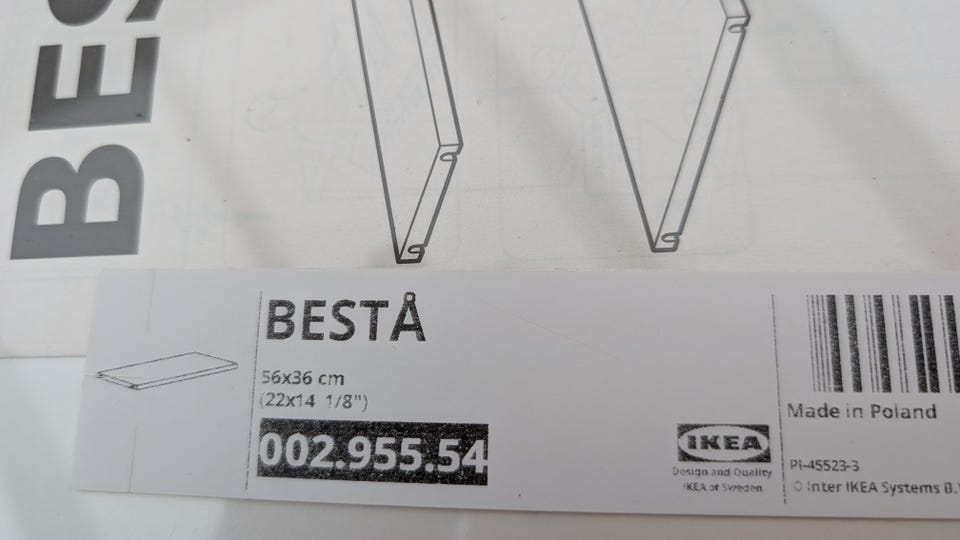 BES
BESTÅ
56x36 cm
(22x14 1/8")
002.955.54
IKEA
Design and Quality
IKEA of Sweden
Made in Poland
PI-45523-3
© Inter IKEA Systems B.